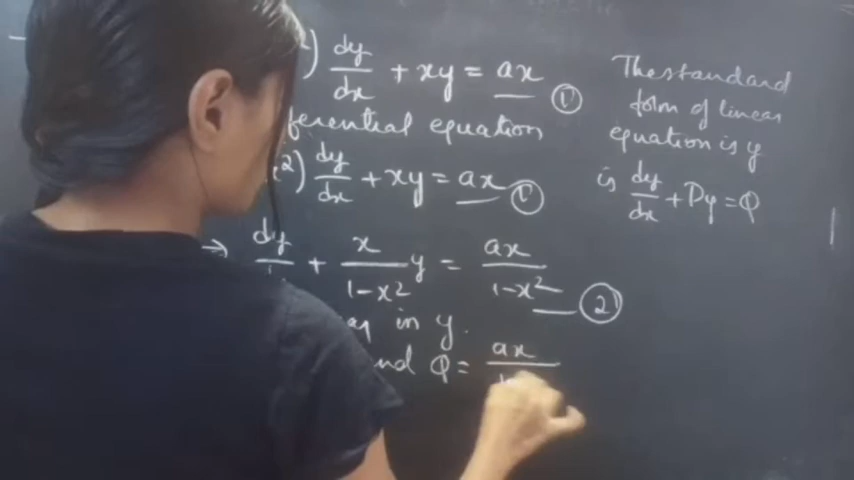 ²) dy/dx + xy = ax ①
ferential equation
x²) dy/dx + xy = ax ①
⇒ dy/ + x/1-x² y = ax/1-x² ②
in y.
nd Q = ax/
The standard
form of linear
equation is y
is dy/dx + Py = Q